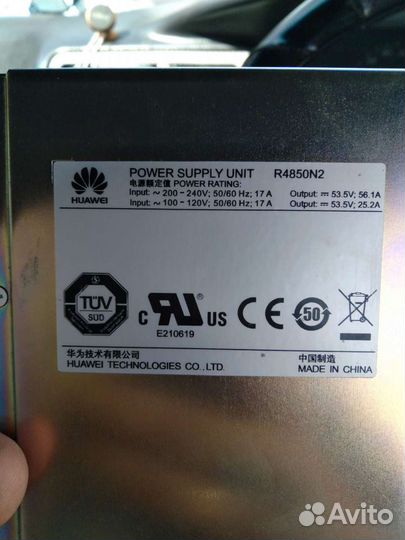 POWER SUPPLY UNIT R4850N2
电源额定值 POWER RATING:
Input: ~ 200-240V; 50/60 Hz; 17 A Output: ⎓ 53.5V; 56.1A
Input: ~ 100-120V; 50/60 Hz; 17 A Output: ⎓ 53.5V; 25.2A
HUAWEI
TÜV
SÜD
c RU US
E210619
CE
50
华为技术有限公司
HUAWEI TECHNOLOGIES CO.,LTD.
中国制造
MADE IN CHINA
Avito